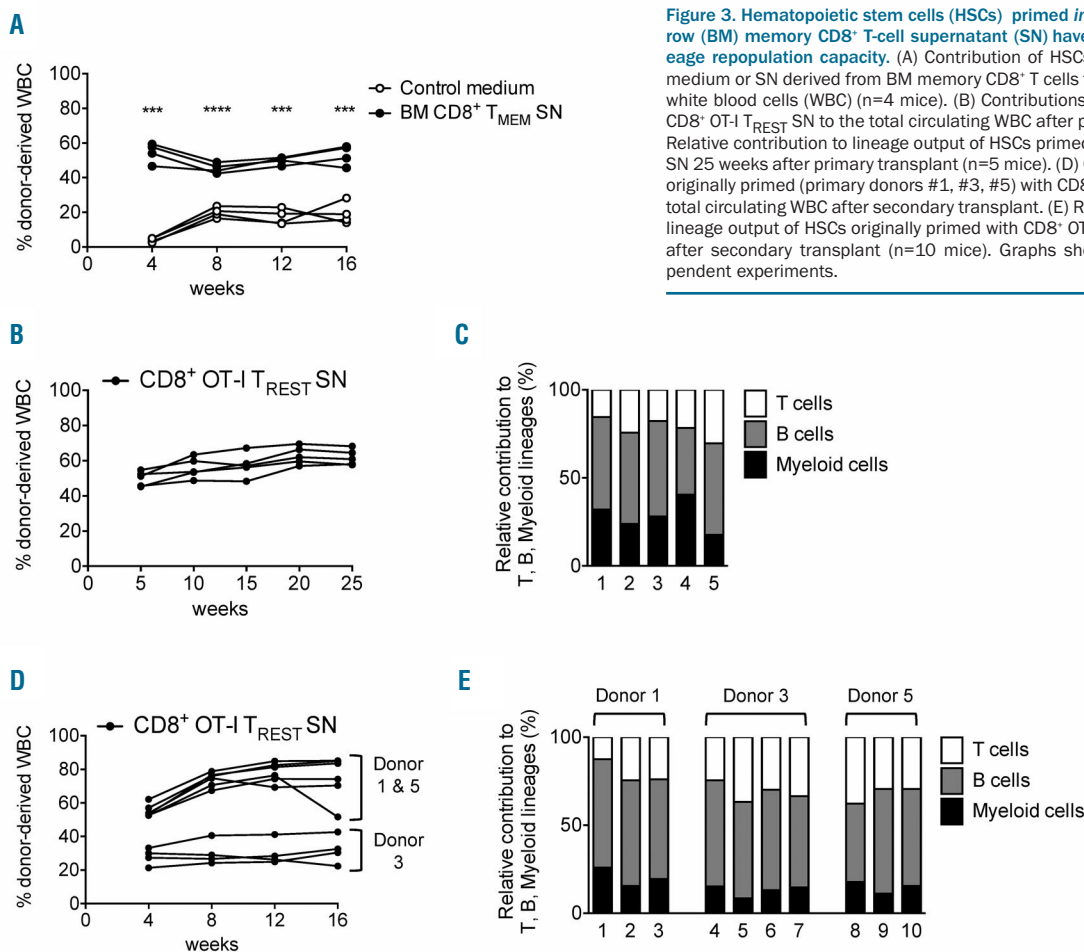 A
% donor-derived WBC
100
80
60
40
20
0
*** **** *** ***
0 4 8 12 16
weeks
Control medium
BM CD8+ TMEM SN
Figure 3. Hematopoietic stem cells (HSCs) primed
row (BM) memory CD8+ T-cell supernatant (SN) have
eage repopulation capacity. (A) Contribution of HSCs
medium or SN derived from BM memory CD8+ T cells
white blood cells (WBC) (n=4 mice). (B) Contributions
CD8+ OT-I TREST SN to the total circulating WBC after
Relative contribution to lineage output of HSCs primed
SN 25 weeks after primary transplant (n=5 mice). (D)
originally primed (primary donors #1, #3, #5) with CD8
total circulating WBC after secondary transplant. (E)
lineage output of HSCs originally primed with CD8+ OT
after secondary transplant (n=10 mice). Graphs
pendent experiments.
B
CD8+ OT-I TREST SN
% donor-derived WBC
100
80
60
40
20
0
0 5 10 15 20 25
weeks
C
Relative contribution to
T, B, Myeloid lineages (%)
100
50
0
1 2 3 4 5
T cells
B cells
Myeloid cells
D
CD8+ OT-I TREST SN
% donor-derived WBC
100
80
60
40
20
0
0 4 8 12 16
weeks
Donor
1 & 5
Donor
3
E
Relative contribution to
T, B, Myeloid lineages (%)
Donor 1 Donor 3 Donor 5
100
50
0
1 2 3 4 5 6 7 8 9 10
T cells
B cells
Myeloid cells